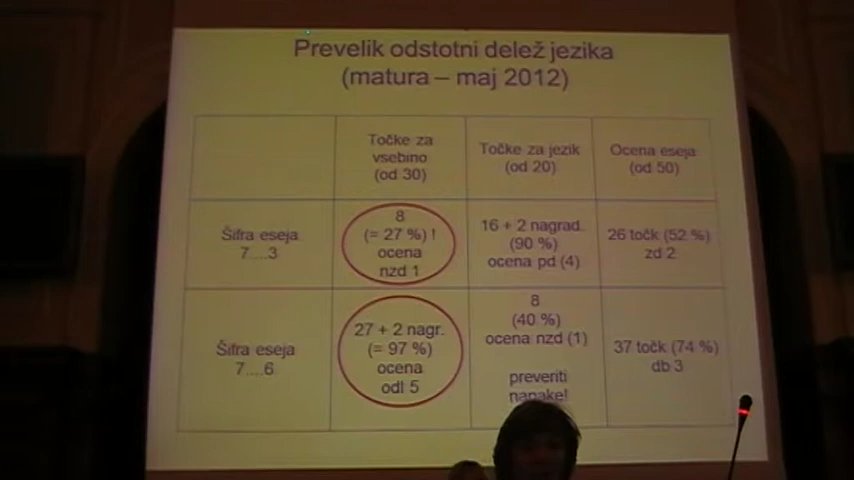 Prevelik odstotni delež jezika
(matura – maj 2012)
Točke za
vsebino
(od 30)
Točke za jezik
(od 20)
Ocena eseja
(od 50)
Šifra eseja
7....3
8
(= 27 %) !
ocena
nzd 1
16 + 2 nagrad.
(90 %)
ocena pd (4)
26 točk (52 %)
zd 2
Šifra eseja
7....6
27 + 2 nagr.
(= 97 %)
ocena
odl 5
8
(40 %)
ocena nzd (1)
preveriti
napake!
37 točk (74 %)
db 3